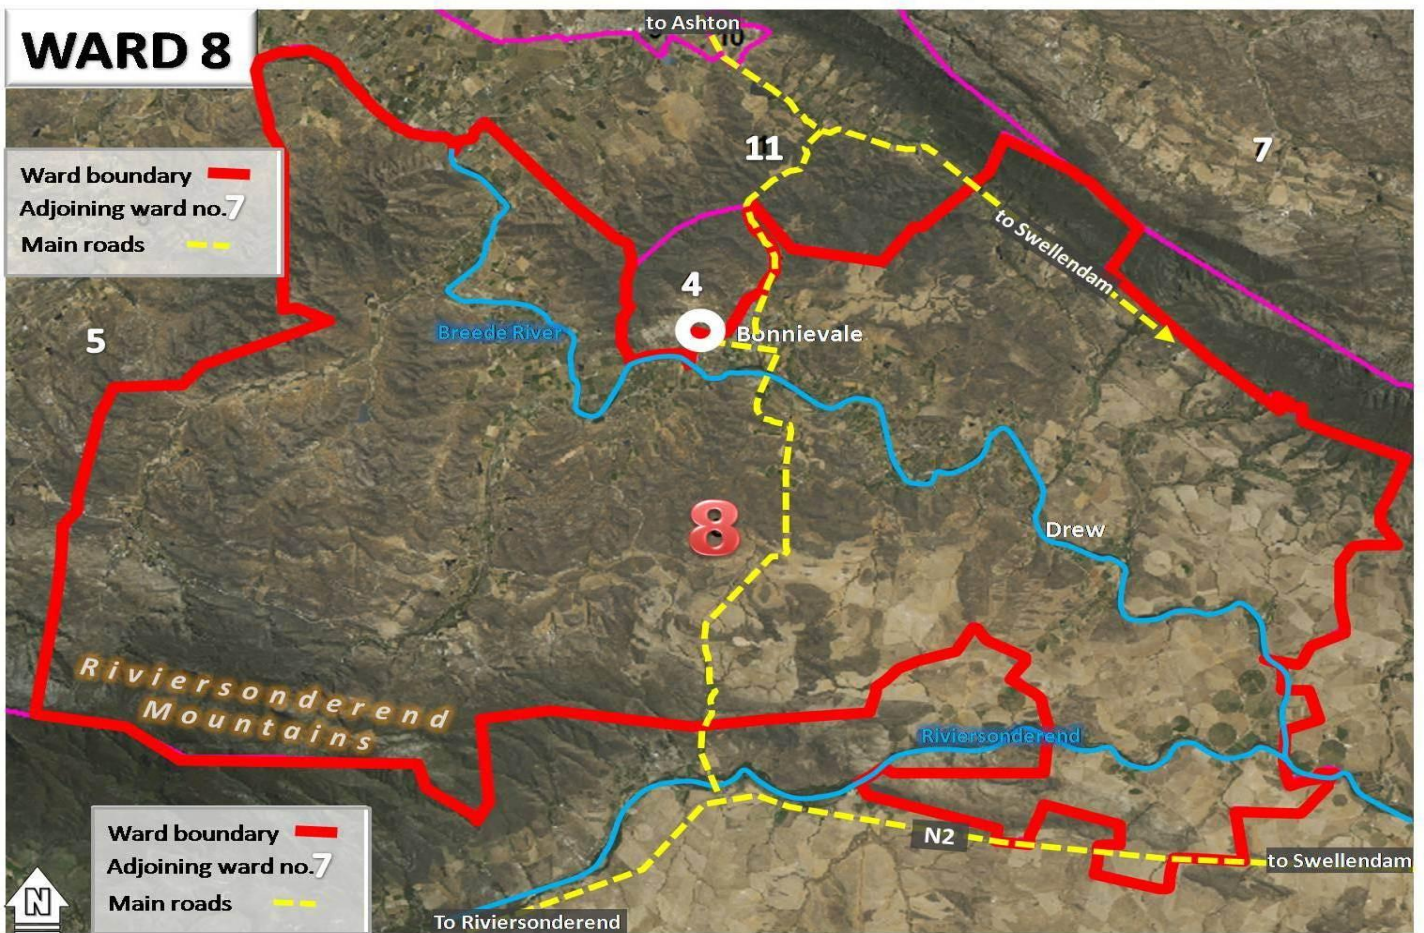 to Ashton
10
WARD 8
11
7
Ward boundary
Adjoining ward no.7
Main roads
to Swellendam
4
5
Breede River
Bonnievale
8
Drew
Riviersonderend
Mountains
Riviersonderend
Ward boundary
Adjoining ward no.7
Main roads
N2
to Swellendam
N
To Riviersonderend